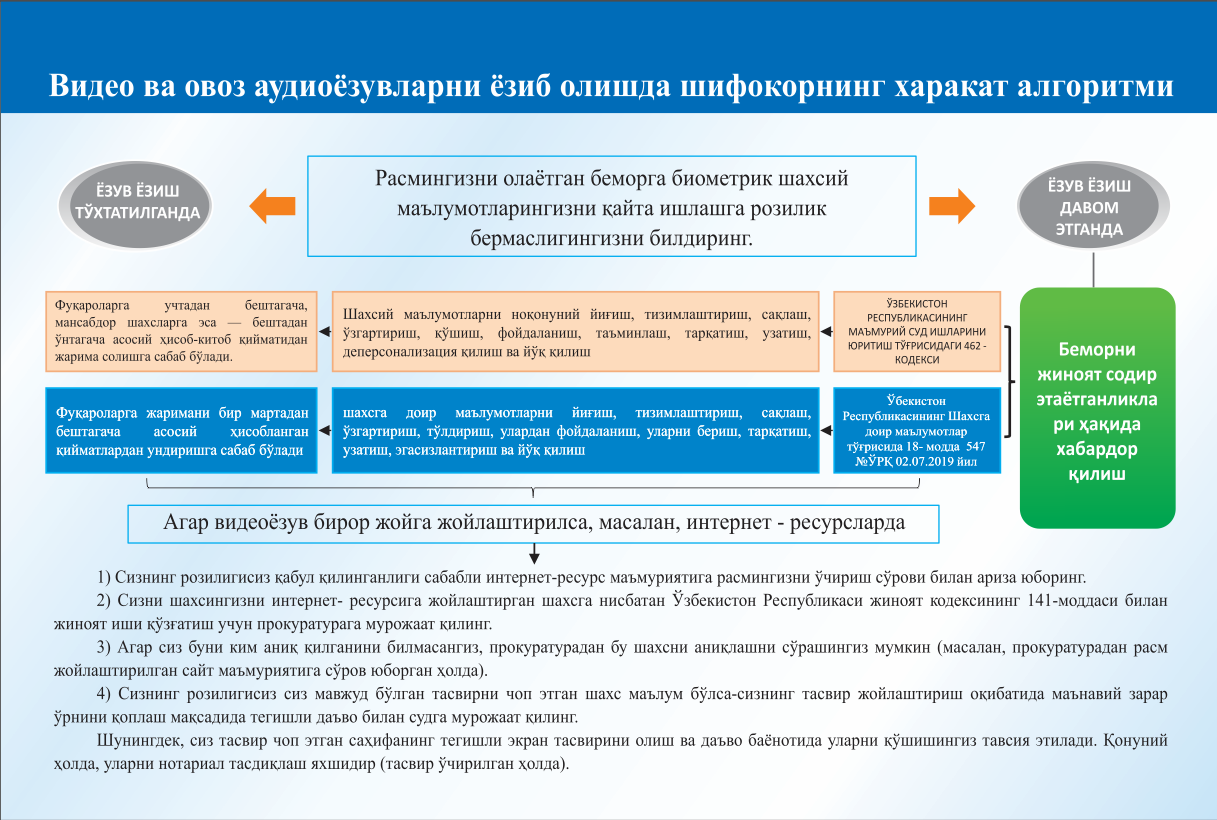 Видео ва овоз аудиоёзувларни ёзиб олишда шифокорнинг харакат алгоритми
ЁЗУВ ЁЗИШ
ТЎХТАТИЛГАНДА
Расмингизни олаётган беморга биометрик шахсий
маълумотларингизни қайта ишлашга розилик
бермаслигингизни билдиринг.
ЁЗУВ ЁЗИШ
ДАВОМ
ЭТГАНДА
Фуқароларга учтадан бештагача,
мансабдор шахсларга эса — бештадан
ўнтагача асосий ҳисоб-китоб қийматидан
жарима солишга сабаб бўлади.
Шахсий маълумотларни ноқонуний йиғиш, тизимлаштириш, сақлаш,
ўзгартириш, қўшиш, фойдаланиш, таъминлаш, тарқатиш, узатиш,
деперсонализация қилиш ва йўқ қилиш
ЎЗБЕКИСТОН
РЕСПУБЛИКАСИНИНГ
МАЪМУРИЙ СУД ИШЛАРИНИ
ЮРИТИШ ТЎҒРИСИДАГИ 462 -
КОДЕКСИ
Беморни
жиноят содир
этаётганликла
ри ҳақида
хабардор
қилиш
Фуқароларга жаримани бир мартадан
бештагача асосий ҳисобланган
қийматлардан ундиришга сабаб бўлади
шахсга доир маълумотларни йиғиш, тизимлаштириш, сақлаш,
ўзгартириш, тўлдириш, улардан фойдаланиш, уларни бериш, тарқатиш,
узатиш, эгасизлантириш ва йўқ қилиш
Ўбекистон
Республикасининг Шахсга
доир маълумотлар
тўғрисида 18- модда 547
№ЎРҚ 02.07.2019 йил
Агар видеоёзув бирор жойга жойлаштирилса, масалан, интернет - ресурсларда
1) Сизнинг розилигисиз қабул қилинганлиги сабабли интернет-ресурс маъмуриятига расмингизни ўчириш сўрови билан ариза юборинг.
2) Сизни шахсингизни интернет- ресурсига жойлаштирган шахсга нисбатан Ўзбекистон Республикаси жиноят кодексининг 141-моддаси билан
жиноят иши қўзғатиш учун прокуратурага мурожаат қилинг.
3) Агар сиз буни ким аниқ қилганини билмасангиз, прокуратурадан бу шахсни аниқлашни сўрашингиз мумкин (масалан, прокуратурадан расм
жойлаштирилган сайт маъмуриятига сўров юборган ҳолда).
4) Сизнинг розилигисиз сиз мавжуд бўлган тасвирни чоп этган шахс маълум бўлса-сизнинг тасвир жойлаштириш оқибатида маънавий зарар
ўрнини қоплаш мақсадида тегишли даъво билан судга мурожаат қилинг.
Шунингдек, сиз тасвир чоп этган саҳифанинг тегишли экран тасвирини олиш ва даъво баёнотида уларни қўшишингиз тавсия этилади. Қонуний
ҳолда, уларни нотариал тасдиқлаш яхшидир (тасвир ўчирилган ҳолда).